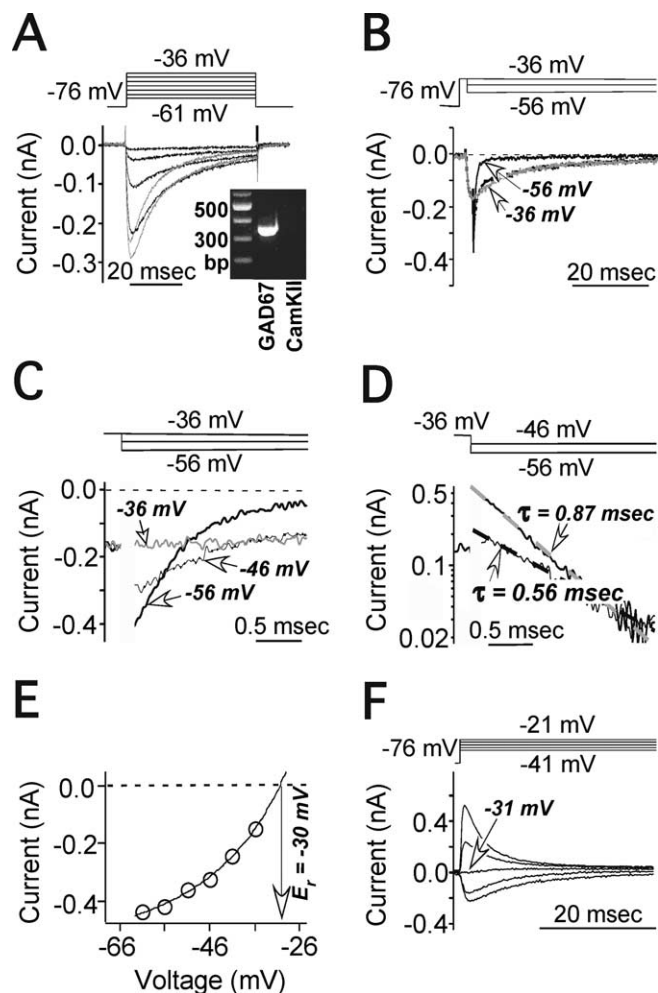 A
-36 mV
-76 mV
-61 mV
0.0
-0.1
-0.2
-0.3
Current (nA)
20 msec
500
300
bp
GAD67
CamKII
B
-36 mV
-76 mV
-56 mV
0.0
-0.2
-0.4
Current (nA)
-56 mV
-36 mV
20 msec
C
-36 mV
-56 mV
0.0
-0.2
-0.4
Current (nA)
-36 mV
-46 mV
-56 mV
0.5 msec
D
-36 mV
-46 mV
-56 mV
0.5
0.1
0.02
Current (nA)
τ = 0.87 msec
τ = 0.56 msec
0.5 msec
E
0.0
-0.2
-0.4
Current (nA)
Er = -30 mV
-66
-46
-26
Voltage (mV)
F
-21 mV
-76 mV
-41 mV
0.4
0.0
-0.4
Current (nA)
-31 mV
20 msec